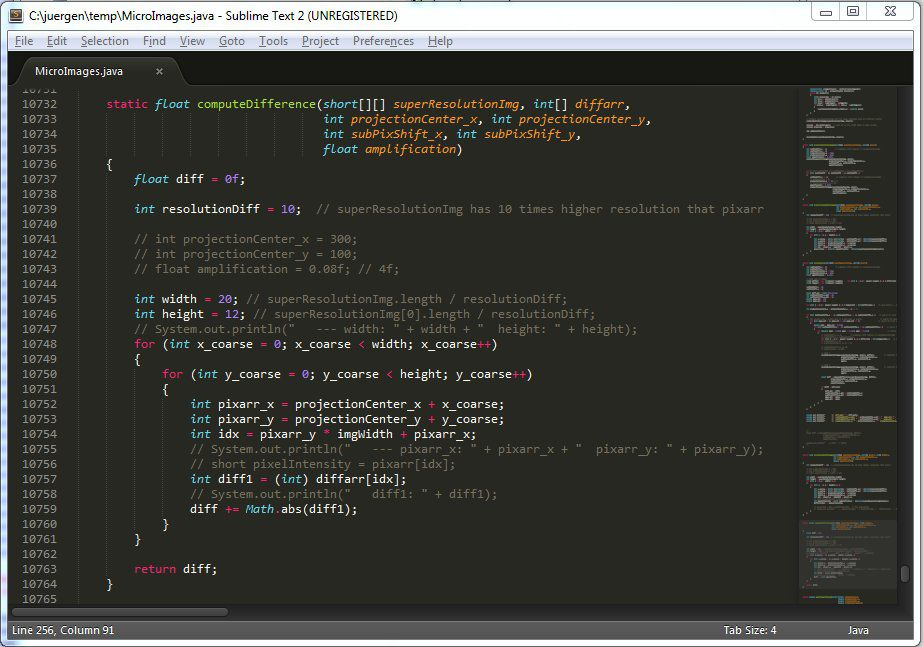 C:\juergen\temp\MicroImages.java - Sublime Text 2 (UNREGISTERED)
File Edit Selection Find View Goto Tools Project Preferences Help
MicroImages.java ×
10731
10732 static float computeDifference(short[][] superResolutionImg, int[] diffarr,
10733 int projectionCenter_x, int projectionCenter_y,
10734 int subPixShift_x, int subPixShift_y,
10735 float amplification)
10736 {
10737 float diff = 0f;
10738
10739 int resolutionDiff = 10; // superResolutionImg has 10 times higher resolution that pixarr
10740
10741 // int projectionCenter_x = 300;
10742 // int projectionCenter_y = 100;
10743 // float amplification = 0.08f; // 4f;
10744
10745 int width = 20; // superResolutionImg.length / resolutionDiff;
10746 int height = 12; // superResolutionImg[0].length / resolutionDiff;
10747 // System.out.println("   --- width: " + width + "  height: " + height);
10748 for (int x_coarse = 0; x_coarse < width; x_coarse++)
10749 {
10750 for (int y_coarse = 0; y_coarse < height; y_coarse++)
10751 {
10752 int pixarr_x = projectionCenter_x + x_coarse;
10753 int pixarr_y = projectionCenter_y + y_coarse;
10754 int idx = pixarr_y * imgWidth + pixarr_x;
10755 // System.out.println("   --- pixarr_x: " + pixarr_x + "   pixarr_y: " + pixarr_y);
10756 // short pixelIntensity = pixarr[idx];
10757 int diff1 = (int) diffarr[idx];
10758 // System.out.println("   diff1: " + diff1);
10759 diff += Math.abs(diff1);
10760 }
10761 }
10762
10763 return diff;
10764 }
10765
Line 256, Column 91 Tab Size: 4 Java